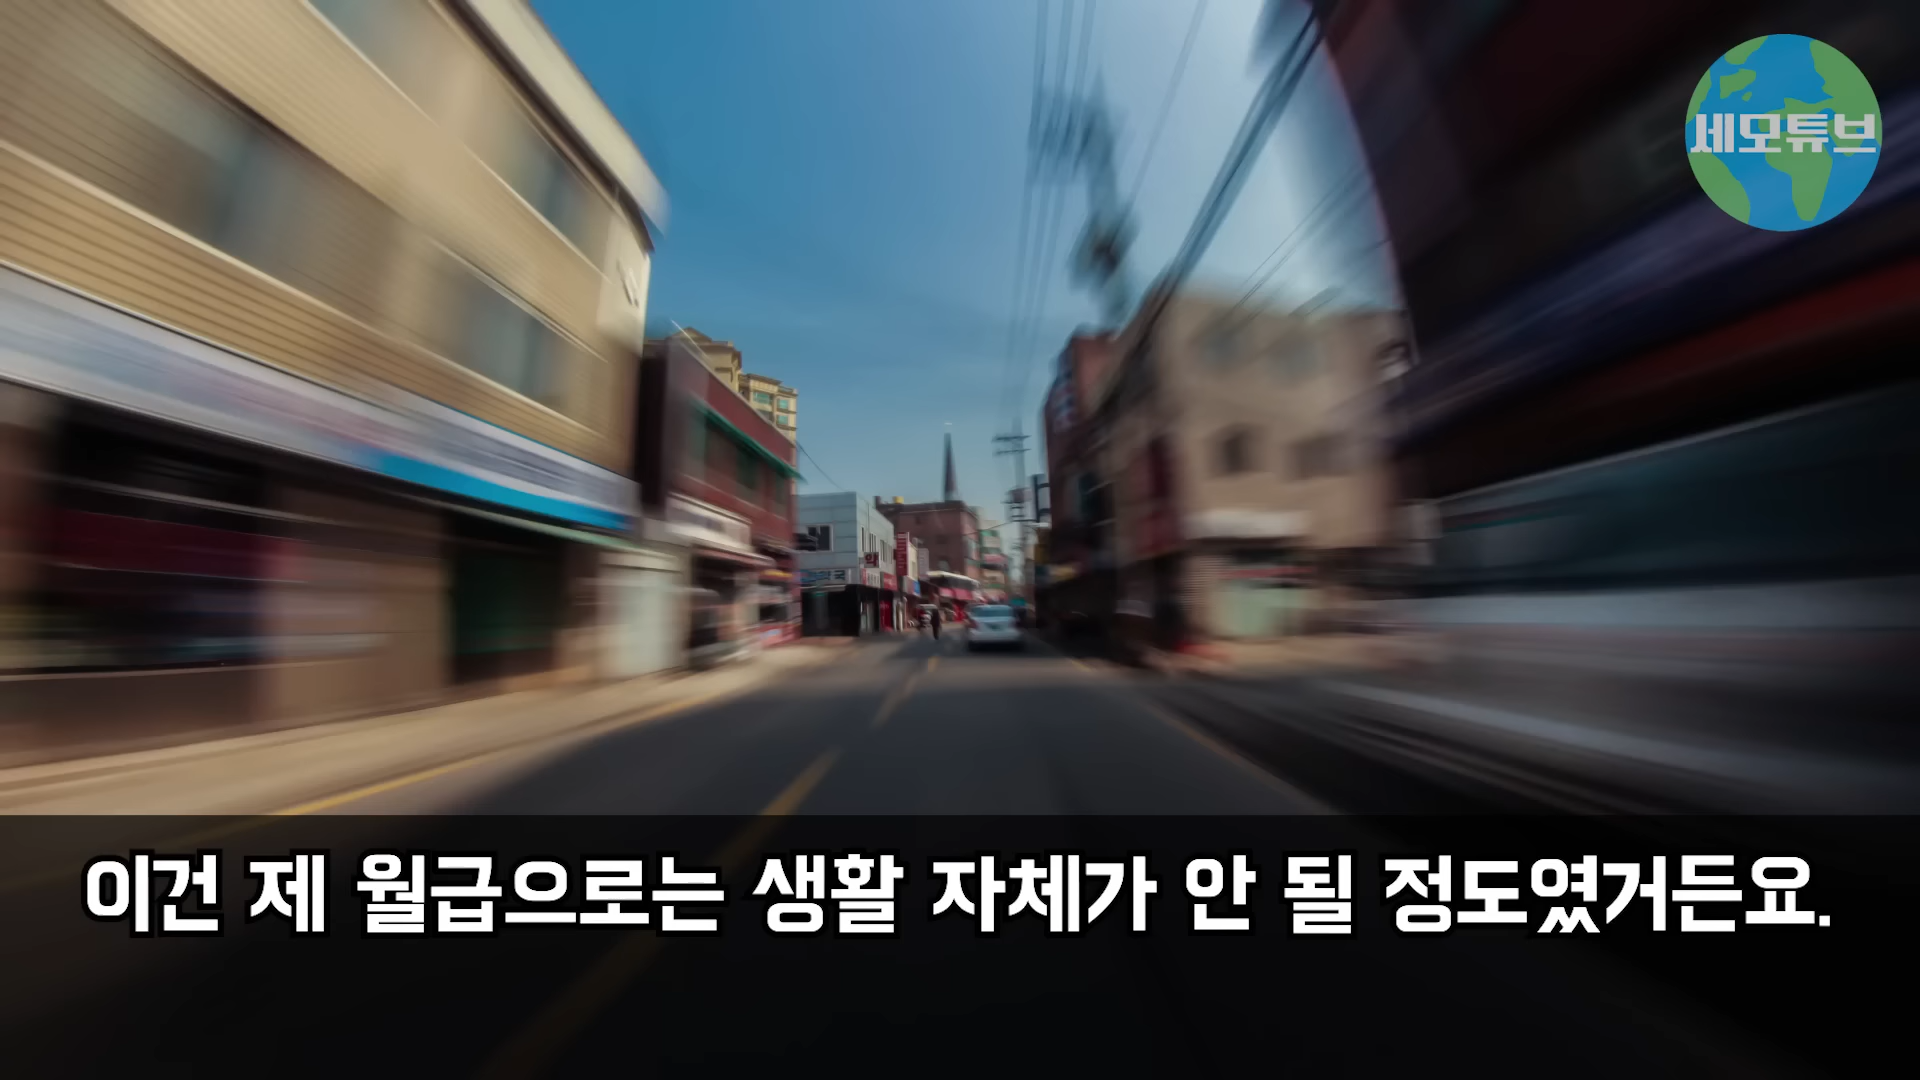 세모튜브
이건 제 월급으로는 생활 자체가 안 될 정도였거든요.